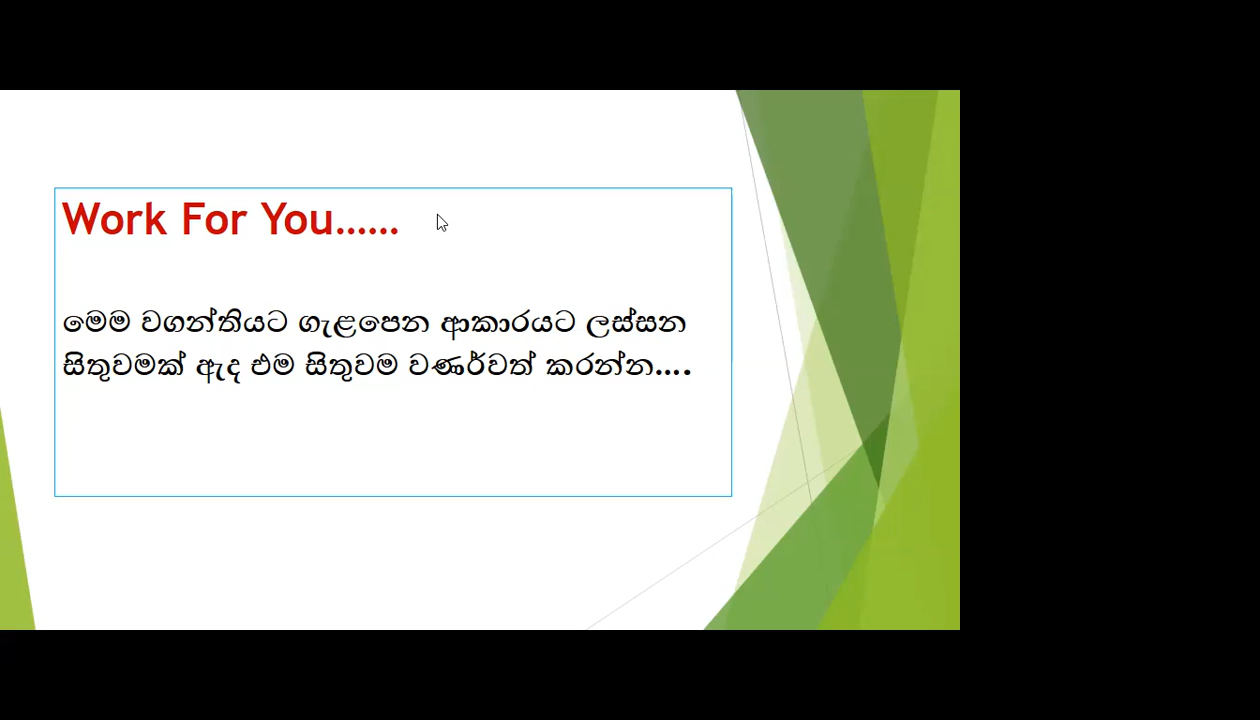 Work For You......
මෙම වගන්තියට ගැළපෙන ආකාරයට ලස්සන
සිතුවමක් ඇද එම සිතුවම වර්ණවත් කරන්න....